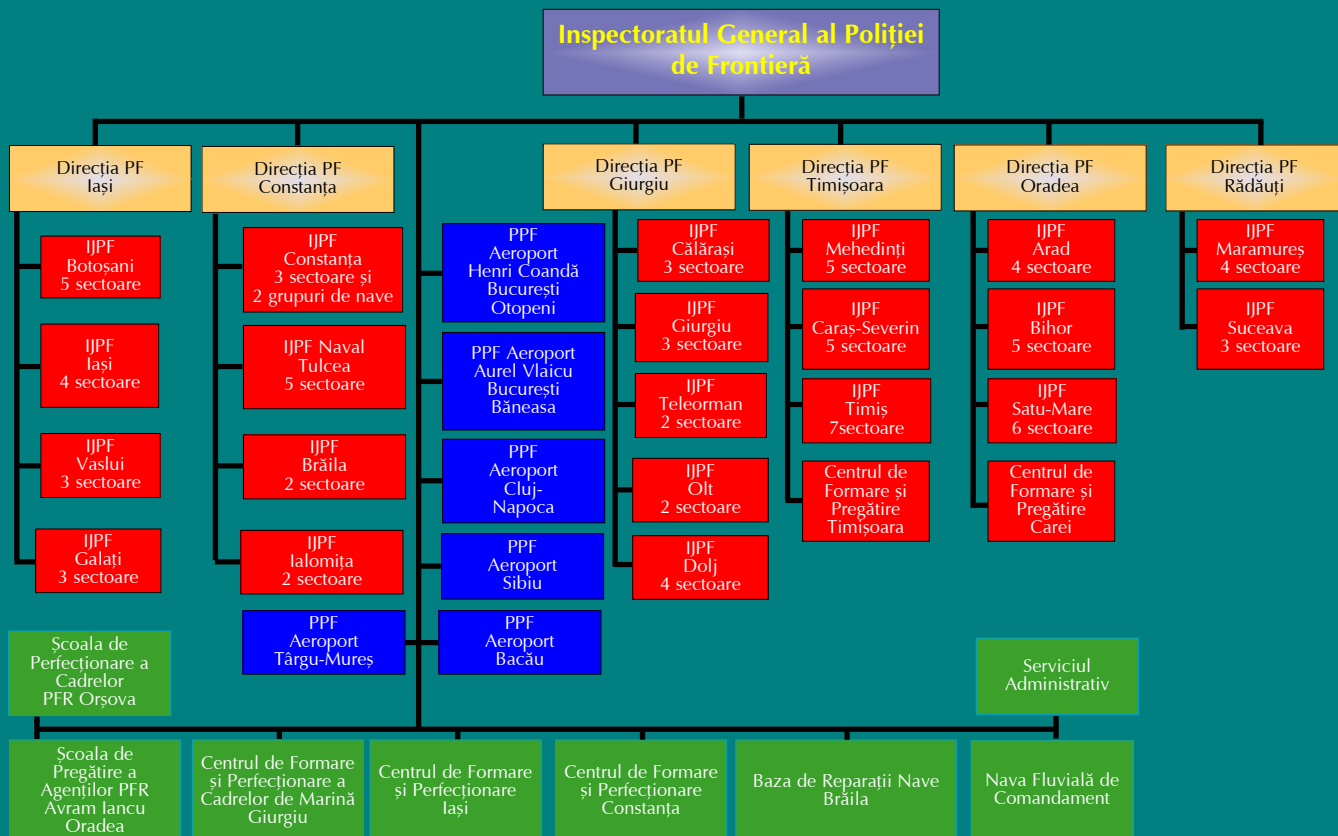 Inspectoratul General al Poliției
de Frontieră
Direcția PF
Iași
Direcția PF
Constanța
Direcția PF
Giurgiu
Direcția PF
Timișoara
Direcția PF
Oradea
Direcția PF
Rădăuți
IJPF
Botoșani
5 sectoare
IJPF
Iași
4 sectoare
IJPF
Vaslui
3 sectoare
IJPF
Galați
3 sectoare
IJPF
Constanța
3 sectoare și
2 grupuri de nave
IJPF Naval
Tulcea
5 sectoare
IJPF
Brăila
2 sectoare
IJPF
Ialomița
2 sectoare
PPF
Aeroport
Henri Coandă
București
Otopeni
PPF Aeroport
Aurel Vlaicu
București
Băneasa
PPF
Aeroport
Cluj-
Napoca
PPF
Aeroport
Sibiu
PPF
Aeroport
Târgu-Mureș
PPF
Aeroport
Bacău
IJPF
Călărași
3 sectoare
IJPF
Giurgiu
3 sectoare
IJPF
Teleorman
2 sectoare
IJPF
Olt
2 sectoare
IJPF
Dolj
4 sectoare
IJPF
Mehedinți
5 sectoare
IJPF
Caraș-Severin
5 sectoare
IJPF
Timiș
7sectoare
Centrul de
Formare și
Pregătire
Timișoara
IJPF
Arad
4 sectoare
IJPF
Bihor
5 sectoare
IJPF
Satu-Mare
6 sectoare
Centrul de
Formare și
Pregătire
Carei
IJPF
Maramureș
4 sectoare
IJPF
Suceava
3 sectoare
Școala de
Perfecționare a
Cadrelor
PFR Orșova
Serviciul
Administrativ
Școala de
Pregătire a
Agenților PFR
Avram Iancu
Oradea
Centrul de Formare
și Perfecționare a
Cadrelor de Marină
Giurgiu
Centrul de Formare
și Perfecționare
Iași
Centrul de Formare
și Perfecționare
Constanța
Baza de Reparații Nave
Brăila
Nava Fluvială de
Comandament